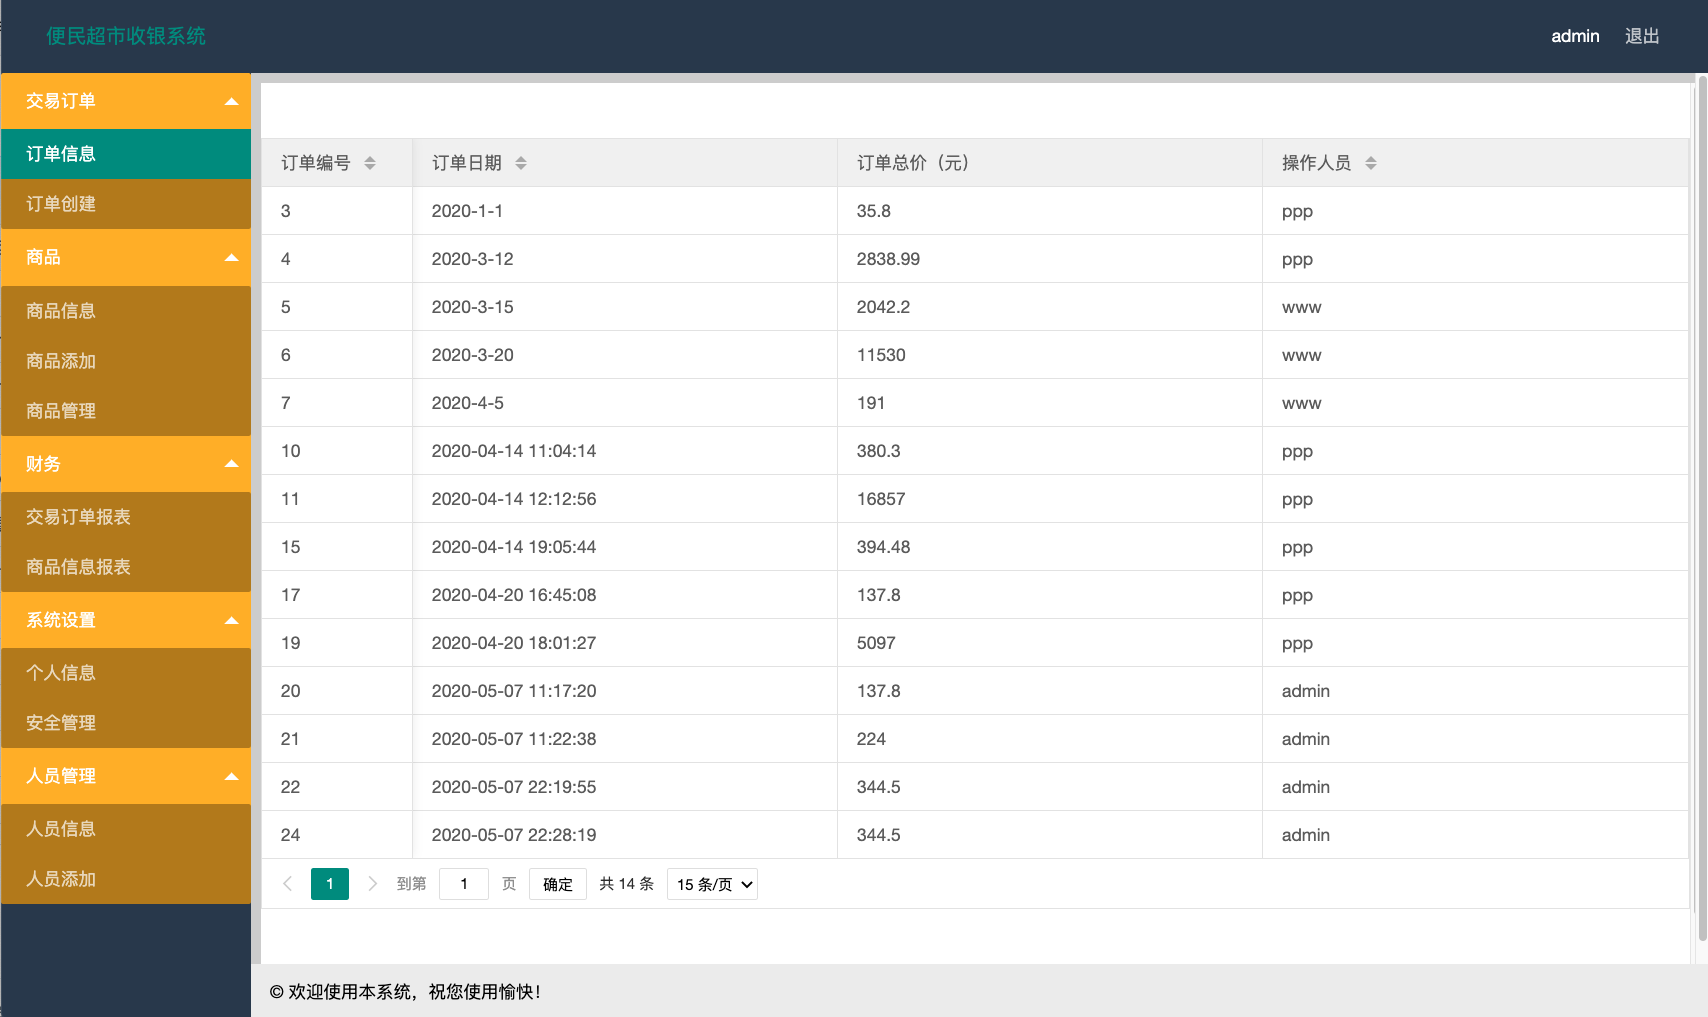 便民超市收银系统
admin 退出
交易订单
订单信息
订单创建
商品
商品信息
商品添加
商品管理
财务
交易订单报表
商品信息报表
系统设置
个人信息
安全管理
人员管理
人员信息
人员添加
订单编号 订单日期 订单总价（元） 操作人员
3 2020-1-1 35.8 ppp
4 2020-3-12 2838.99 ppp
5 2020-3-15 2042.2 www
6 2020-3-20 11530 www
7 2020-4-5 191 www
10 2020-04-14 11:04:14 380.3 ppp
11 2020-04-14 12:12:56 16857 ppp
15 2020-04-14 19:05:44 394.48 ppp
17 2020-04-20 16:45:08 137.8 ppp
19 2020-04-20 18:01:27 5097 ppp
20 2020-05-07 11:17:20 137.8 admin
21 2020-05-07 11:22:38 224 admin
22 2020-05-07 22:19:55 344.5 admin
24 2020-05-07 22:28:19 344.5 admin
1 到第 1 页 确定 共 14 条 15 条/页
© 欢迎使用本系统，祝您使用愉快！